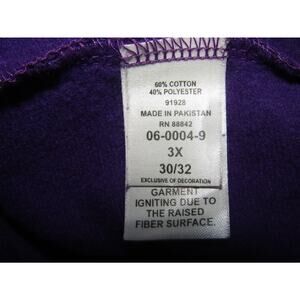 60% COTTON
40% POLYESTER
91928
MADE IN PAKISTAN
RN 88842
06-0004-9
3X
30/32
EXCLUSIVE OF DECORATION
GARMENT
IGNITING DUE TO
THE RAISED
FIBER SURFACE.